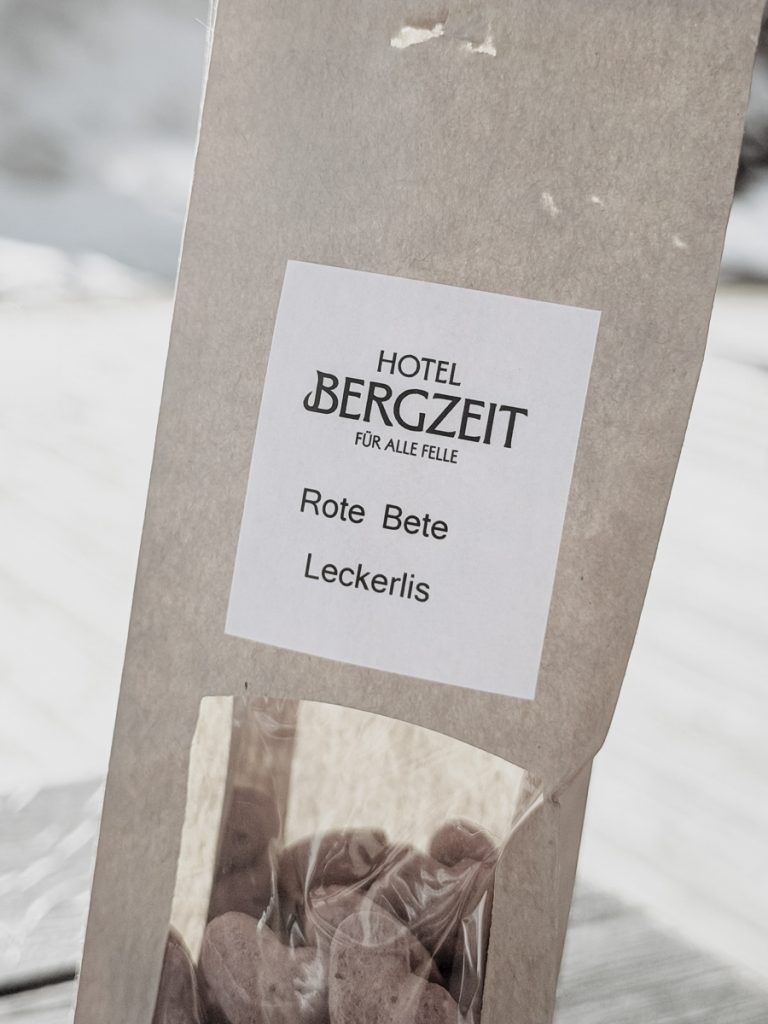 HOTEL
BERGZEIT
FÜR ALLE FELLE
Rote Bete
Leckerlis